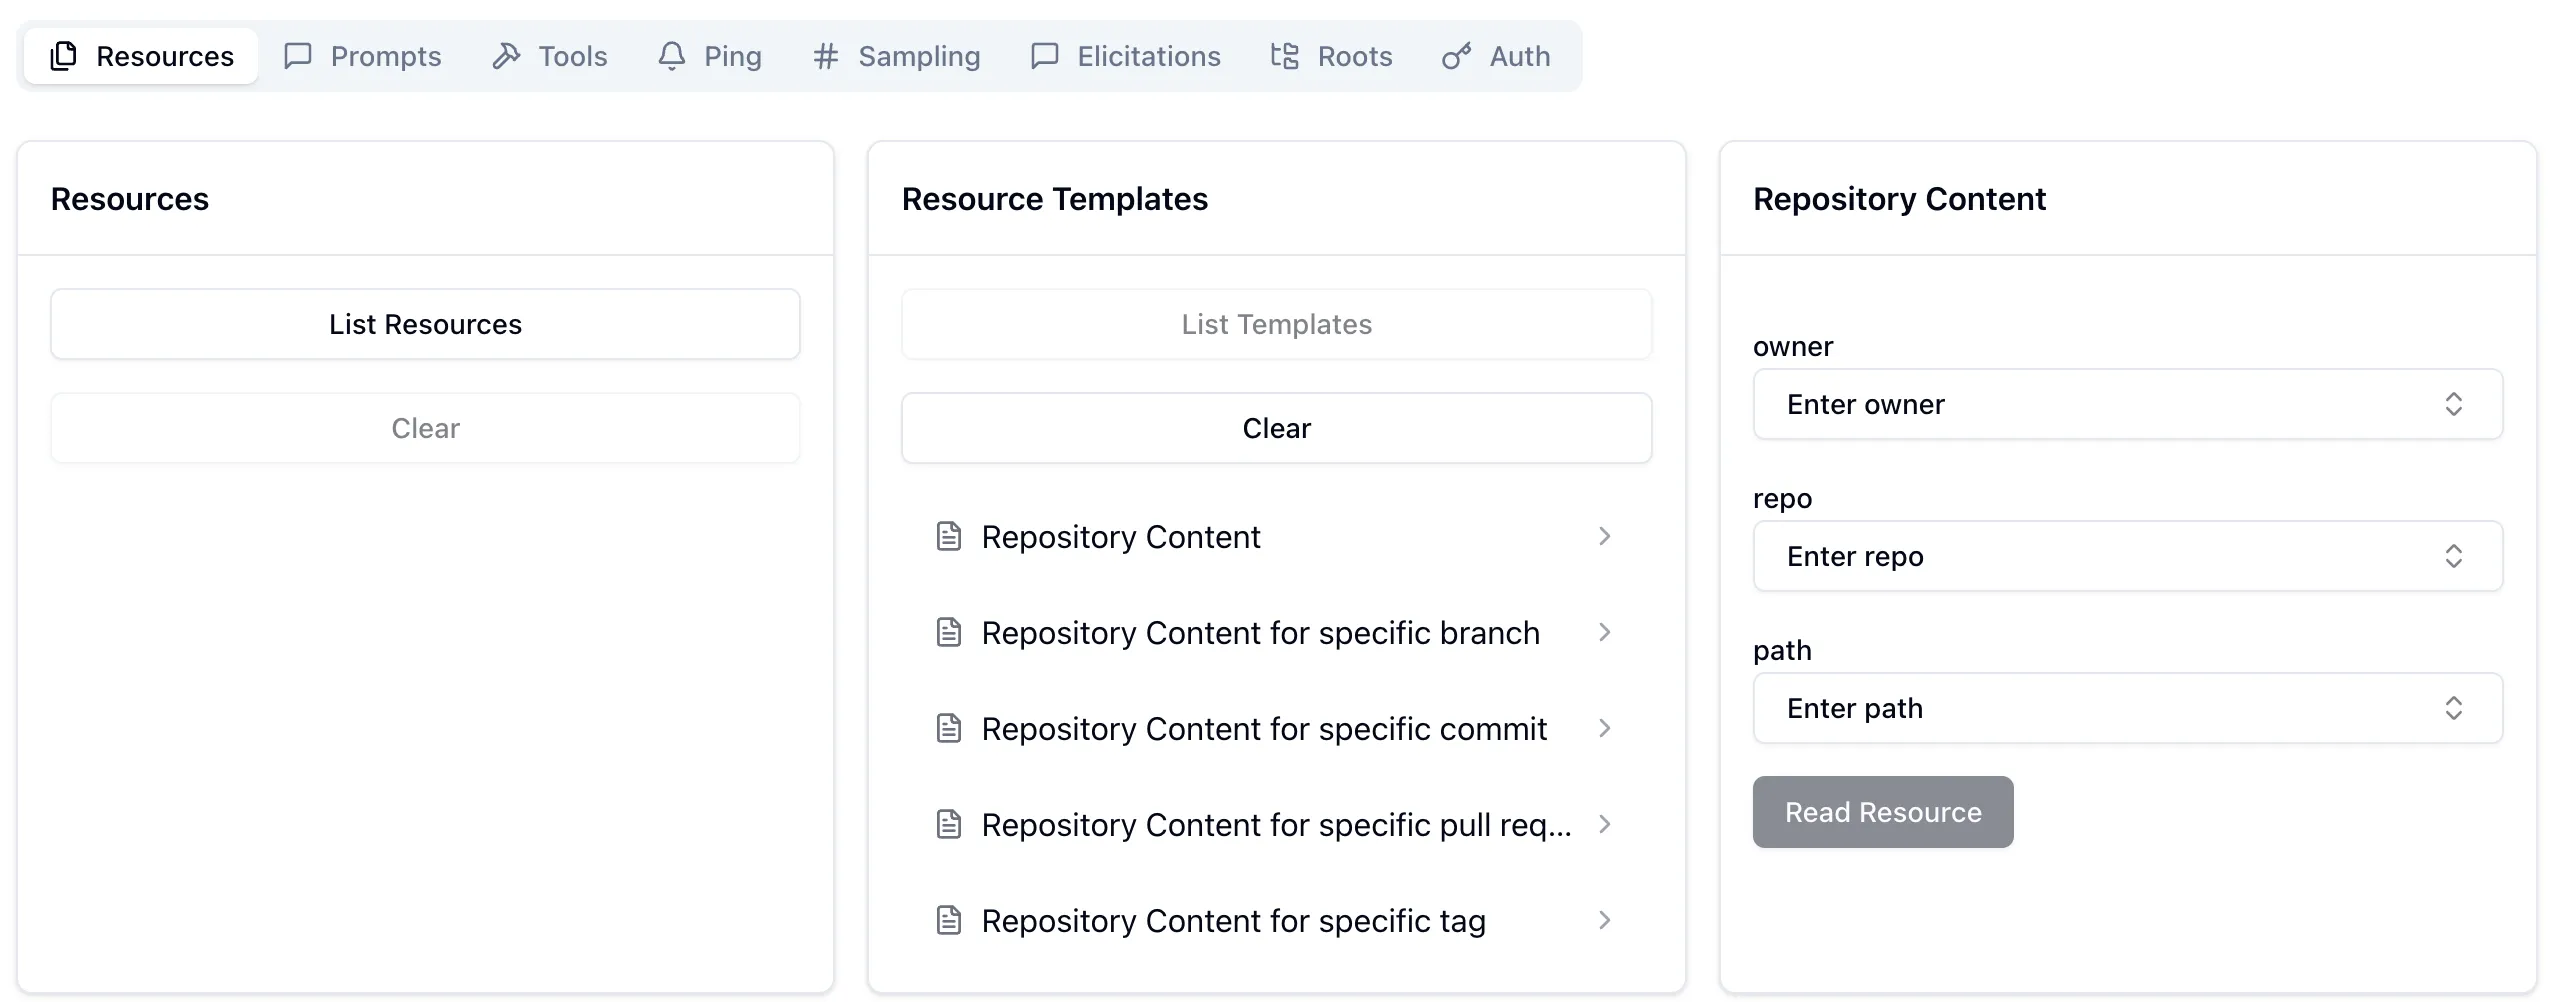 Resources Prompts Tools Ping Sampling Elicitations Roots Auth
Resources
List Resources
Clear
Resource Templates
List Templates
Clear
Repository Content
Repository Content for specific branch
Repository Content for specific commit
Repository Content for specific pull req...
Repository Content for specific tag
Repository Content
owner
Enter owner
repo
Enter repo
path
Enter path
Read Resource